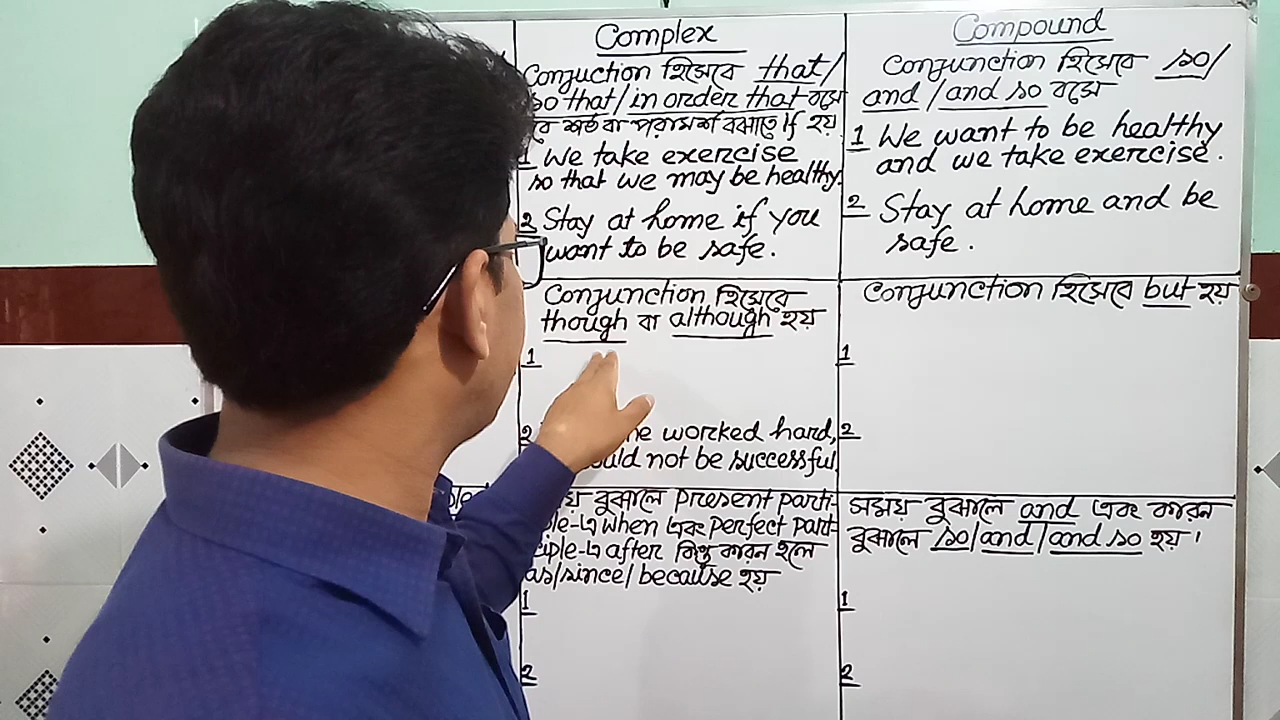 Complex
Conjuction হিসেবে that/
so that/in order that বসে
বে শর্ত বা পরামর্শ বুঝাতে If হয়
1 We take exercise
so that we may be healthy.
2 Stay at home if you
want to be safe.
Conjunction হিসেবে
though বা although হয়
1
2 worked hard,
not be successful.
বুঝালে present parti-
ple-এ when এবং perfect part-
ciple-এ after কিন্তু কারন হলে
as/since/because হয়
1
2
Compound
Conjunction হিসেবে so/
and/and so বসে
1 We want to be healthy
and we take exercise.
2 Stay at home and be
safe.
Conjunction হিসেবে but হয়
1
2
সময় বুঝালে and এবং কারন
বুঝালে so/and/and so হয়।
1
2